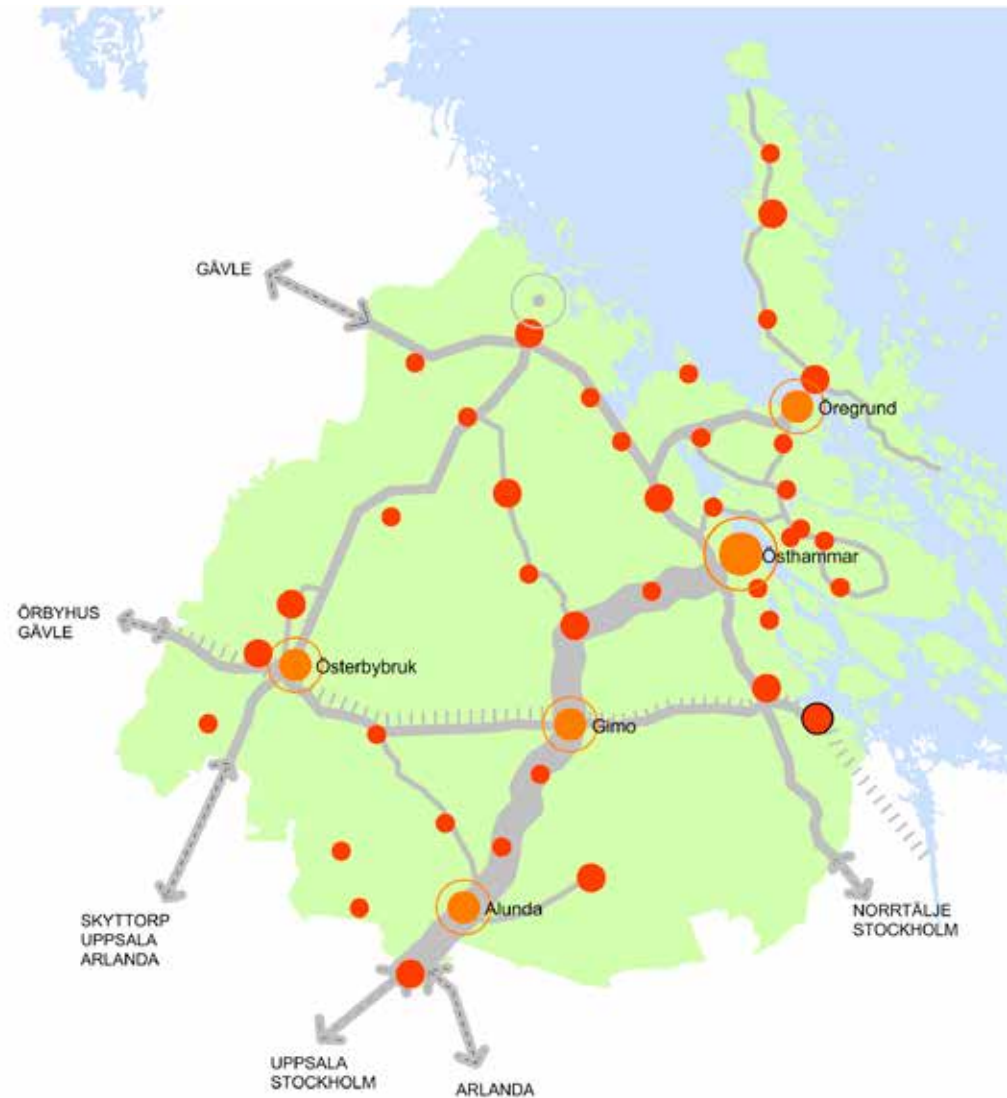 GÄVLE
Öregrund
Östhammar
ÖRBYHUS
GÄVLE
Österbybruk
Gimo
Alunda
SKYTTORP
UPPSALA
ARLANDA
NORRTÄLJE
STOCKHOLM
UPPSALA
STOCKHOLM
ARLANDA